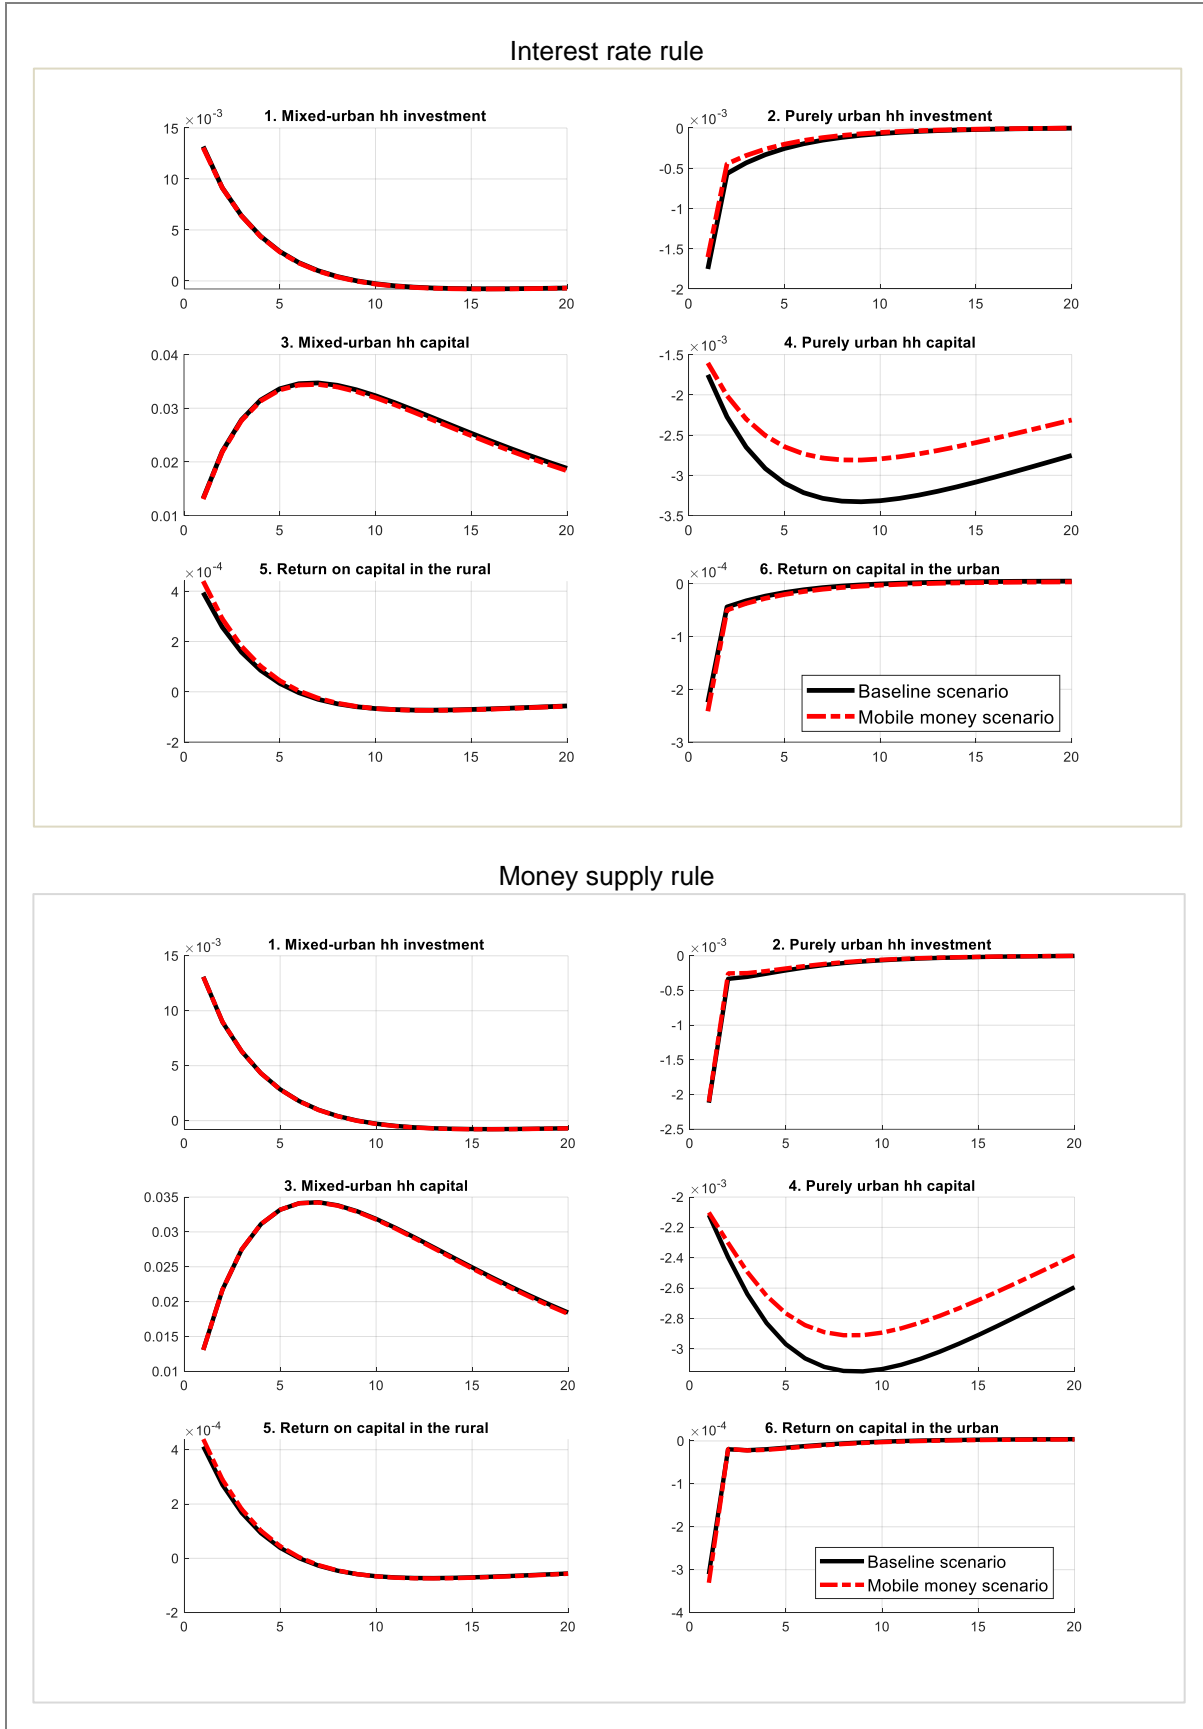 Interest rate rule
1. Mixed-urban hh investment
×10^-3
15
10
5
0
0 5 10 15 20
2. Purely urban hh investment
×10^-3
0
-0.5
-1
-1.5
-2
0 5 10 15 20
3. Mixed-urban hh capital
0.04
0.03
0.02
0.01
0 5 10 15 20
4. Purely urban hh capital
×10^-3
-1.5
-2
-2.5
-3
-3.5
0 5 10 15 20
5. Return on capital in the rural
×10^-4
4
2
0
-2
0 5 10 15 20
6. Return on capital in the urban
×10^-4
0
-1
-2
-3
0 5 10 15 20
Baseline scenario
Mobile money scenario
Money supply rule
1. Mixed-urban hh investment
×10^-3
15
10
5
0
0 5 10 15 20
2. Purely urban hh investment
×10^-3
0
-0.5
-1
-1.5
-2
-2.5
0 5 10 15 20
3. Mixed-urban hh capital
0.035
0.03
0.025
0.02
0.015
0.01
0 5 10 15 20
4. Purely urban hh capital
×10^-3
-2
-2.2
-2.4
-2.6
-2.8
-3
0 5 10 15 20
5. Return on capital in the rural
×10^-4
4
2
0
-2
0 5 10 15 20
6. Return on capital in the urban
×10^-4
0
-1
-2
-3
-4
0 5 10 15 20
Baseline scenario
Mobile money scenario